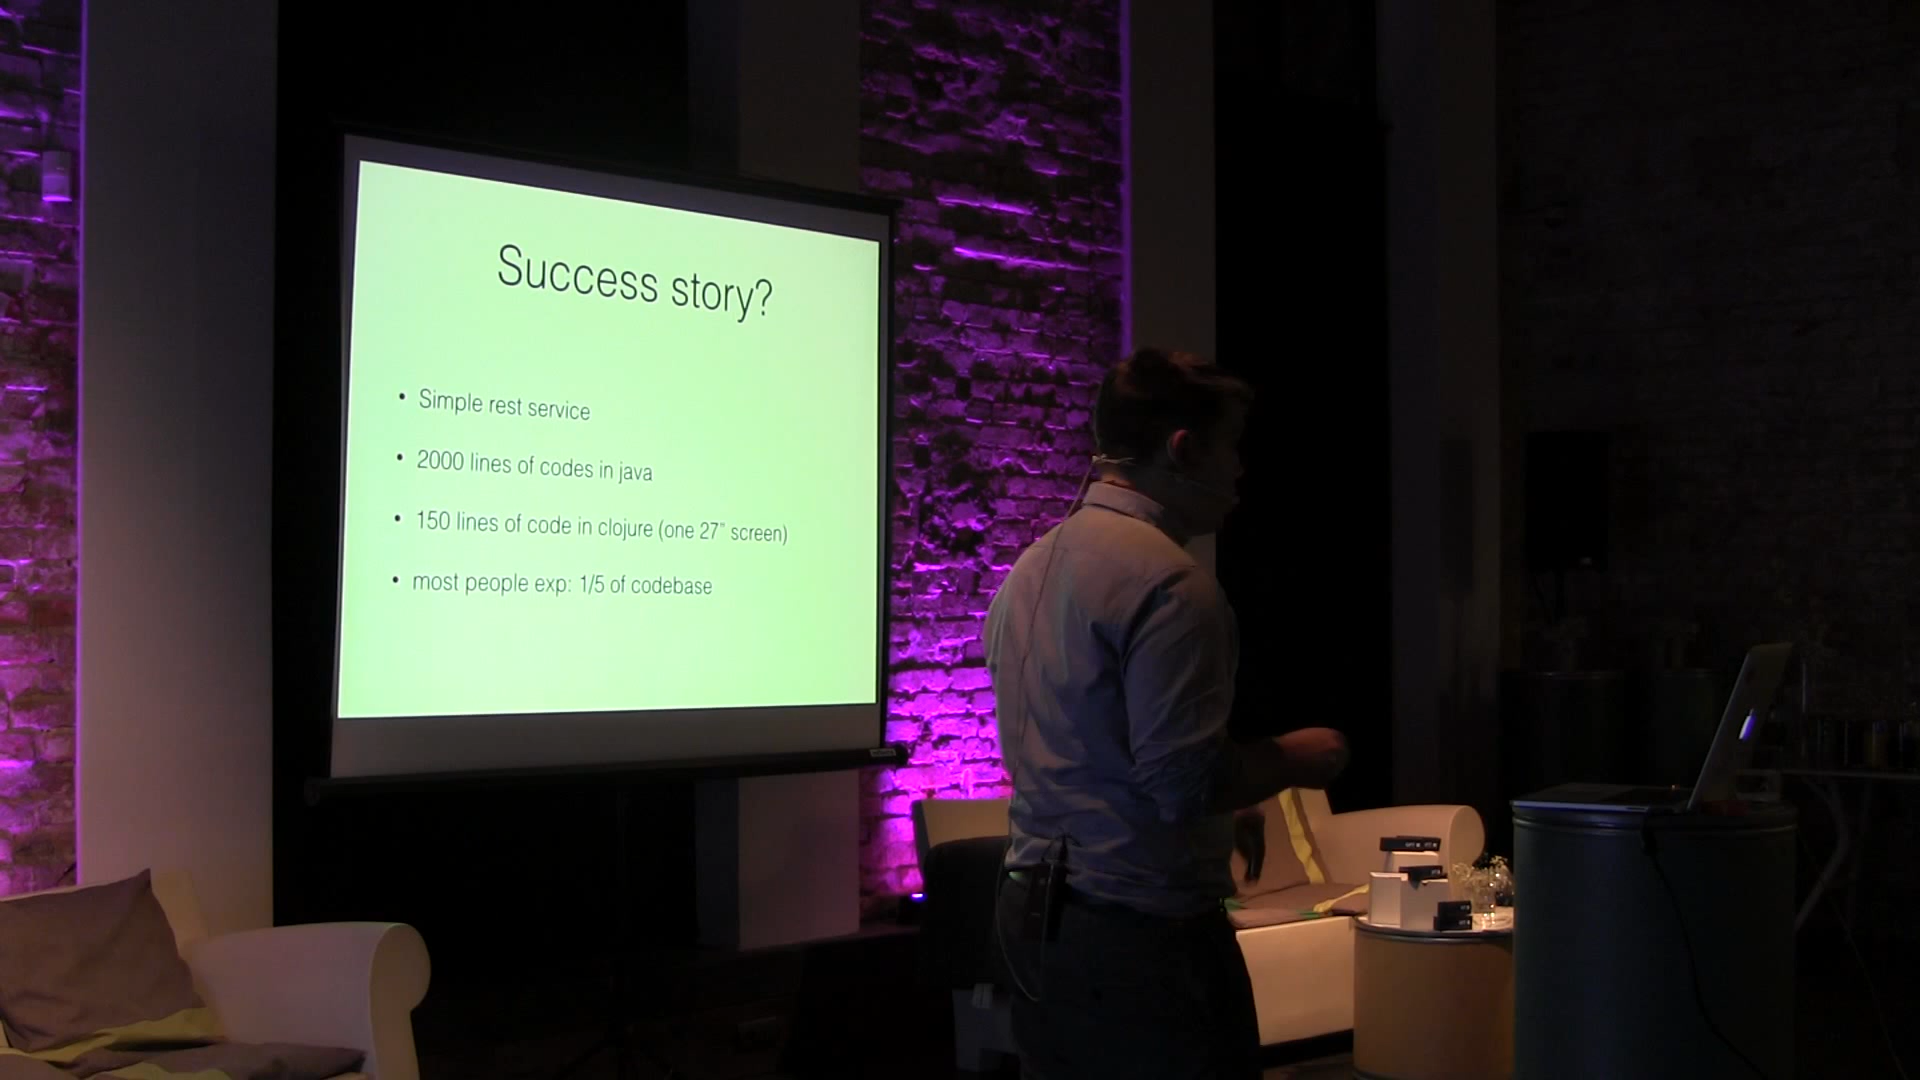 Success story?
• Simple rest service
• 2000 lines of codes in java
• 150 lines of code in clojure (one 27" screen)
• most people exp: 1/5 of codebase